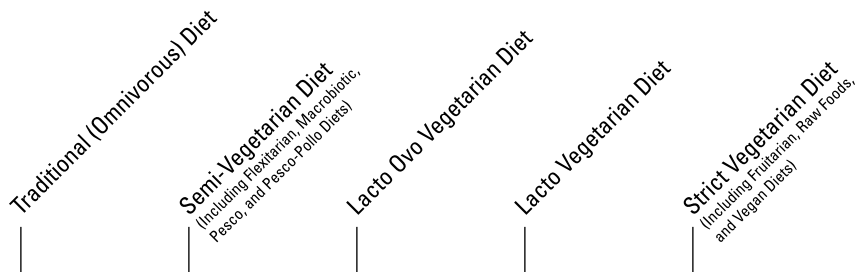 Traditional (Omnivorous) Diet
Semi-Vegetarian Diet
(Including Flexitarian, Macrobiotic,
Pesco, and Pesco-Pollo Diets)
Lacto Ovo Vegetarian Diet
Lacto Vegetarian Diet
Strict Vegetarian Diet
(Including Fruitarian, Raw Foods,
and Vegan Diets)